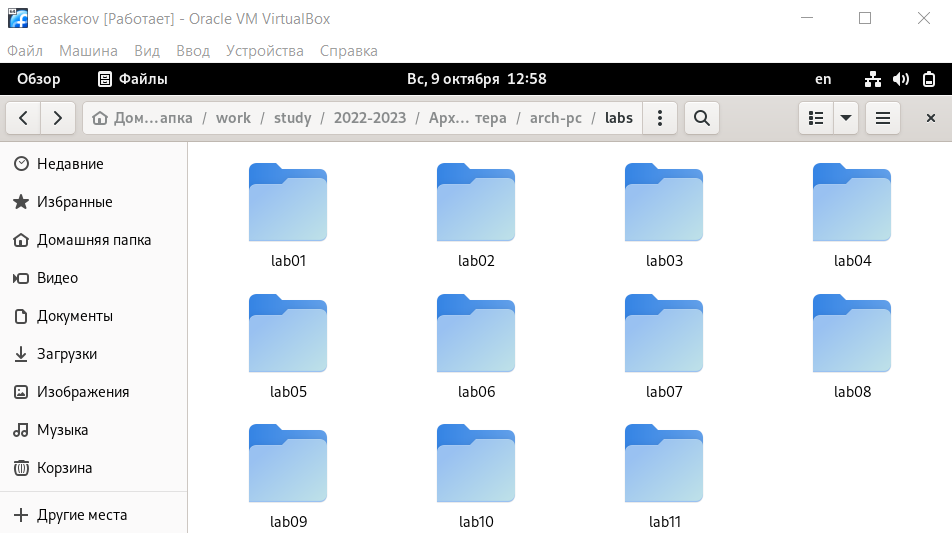 aeaskerov [Работает] - Oracle VM VirtualBox
Файл Машина Вид Ввод Устройства Справка
Обзор Файлы Вс, 9 октября 12:58 en
Дом…апка / work / study / 2022-2023 / Арх… тера / arch-pc / labs
Недавние
Избранные
Домашняя папка
Видео
Документы
Загрузки
Изображения
Музыка
Корзина
Другие места
lab01 lab02 lab03 lab04
lab05 lab06 lab07 lab08
lab09 lab10 lab11